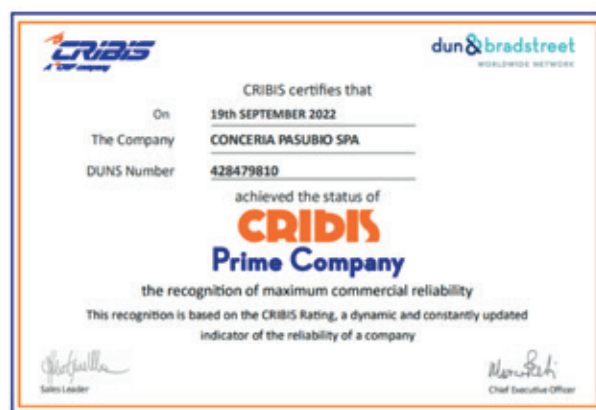 CRIBIS
dun & bradstreet
WORLDWIDE NETWORK
CRIBIS certifies that
On 19th SEPTEMBER 2022
The Company CONCERIA PASUBIO SPA
DUNS Number 428479810
achieved the status of
CRIBIS
Prime Company
the recognition of maximum commercial reliability
This recognition is based on the CRIBIS Rating, a dynamic and constantly updated
indicator of the reliability of a company
Sales Leader
Chief Executive Officer